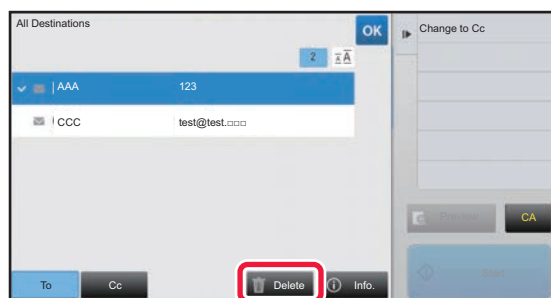 All Destinations
OK
Change to Cc
2 AA
AAA 123
CCC test@test.□□□
Preview CA
Start
To Cc Delete Info.